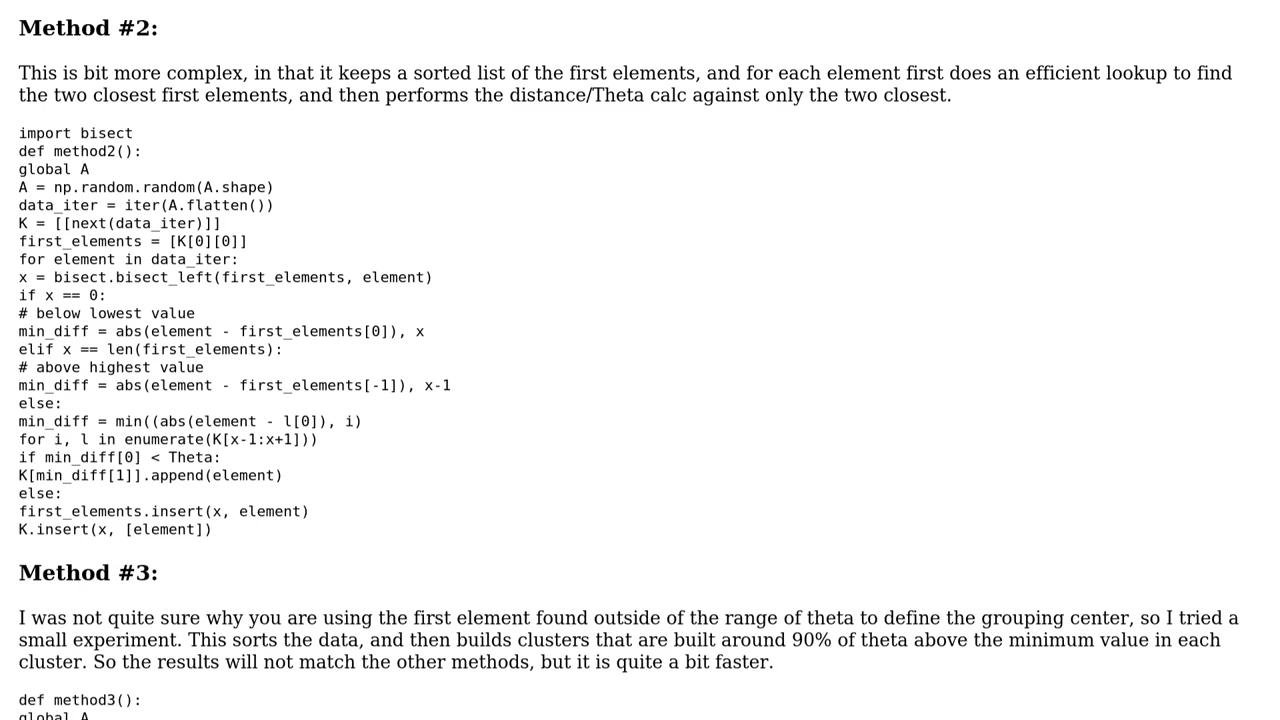 Method #2:
This is bit more complex, in that it keeps a sorted list of the first elements, and for each element first does an efficient lookup to find
the two closest first elements, and then performs the distance/Theta calc against only the two closest.
import bisect
def method2():
global A
A = np.random.random(A.shape)
data_iter = iter(A.flatten())
K = [[next(data_iter)]]
first_elements = [K[0][0]]
for element in data_iter:
x = bisect.bisect_left(first_elements, element)
if x == 0:
# below lowest value
min_diff = abs(element - first_elements[0]), x
elif x == len(first_elements):
# above highest value
min_diff = abs(element - first_elements[-1]), x-1
else:
min_diff = min((abs(element - l[0]), i)
for i, l in enumerate(K[x-1:x+1]))
if min_diff[0] < Theta:
K[min_diff[1]].append(element)
else:
first_elements.insert(x, element)
K.insert(x, [element])
Method #3:
I was not quite sure why you are using the first element found outside of the range of theta to define the grouping center, so I tried a
small experiment. This sorts the data, and then builds clusters that are built around 90% of theta above the minimum value in each
cluster. So the results will not match the other methods, but it is quite a bit faster.
def method3():
global A